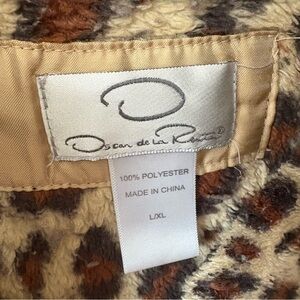 Oscar de la Renta®
100% POLYESTER
MADE IN CHINA
L/XL